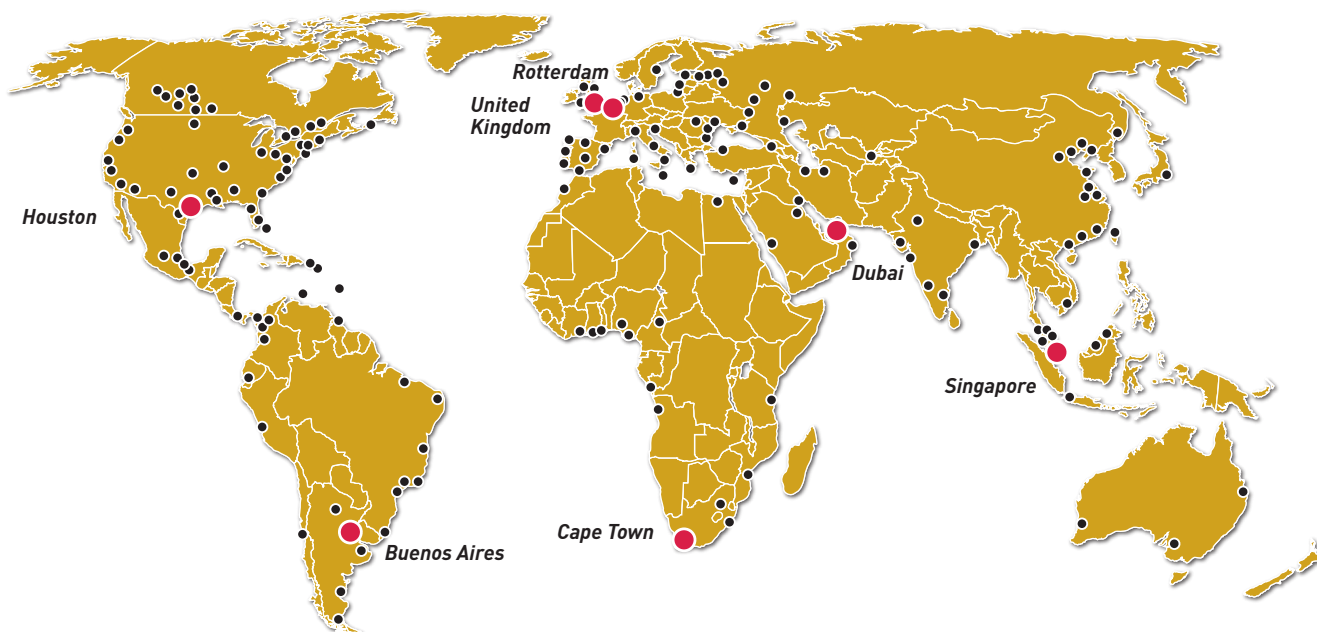 Rotterdam
United
Kingdom
Houston
Dubai
Singapore
Cape Town
Buenos Aires